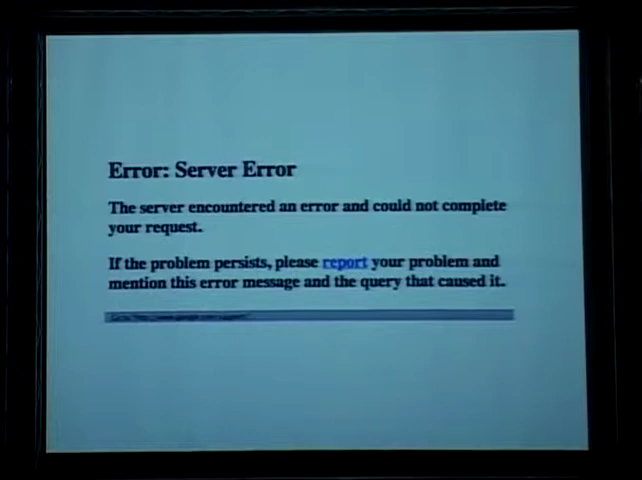 Error: Server Error
The server encountered an error and could not complete
your request.
If the problem persists, please report your problem and
mention this error message and the query that caused it.